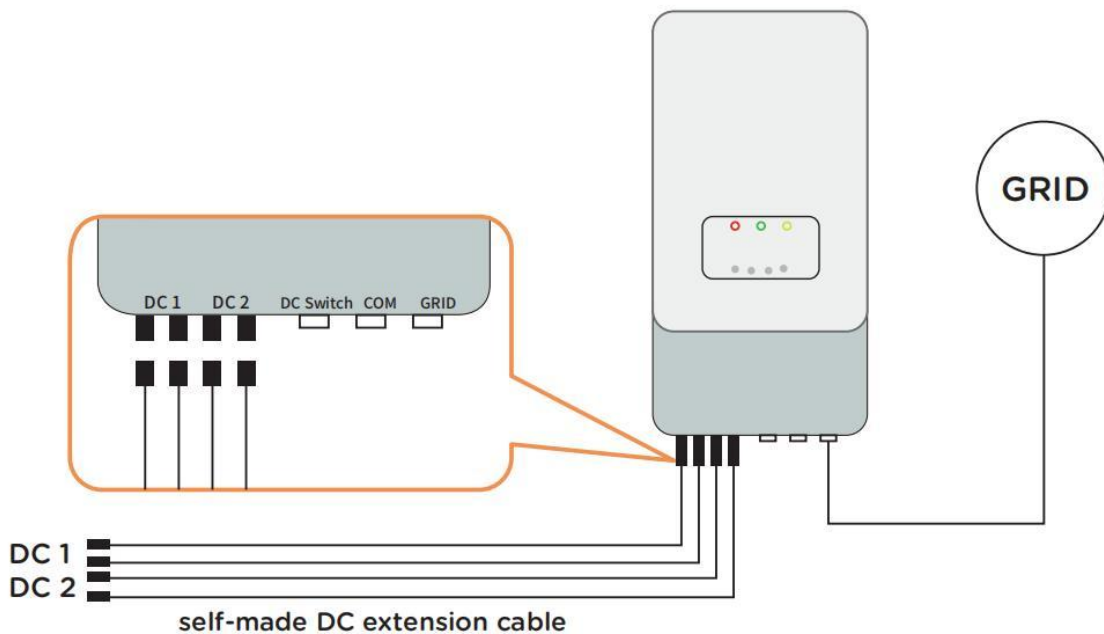 GRID
DC 1 DC 2 DC Switch COM GRID
DC 1
DC 2
self-made DC extension cable